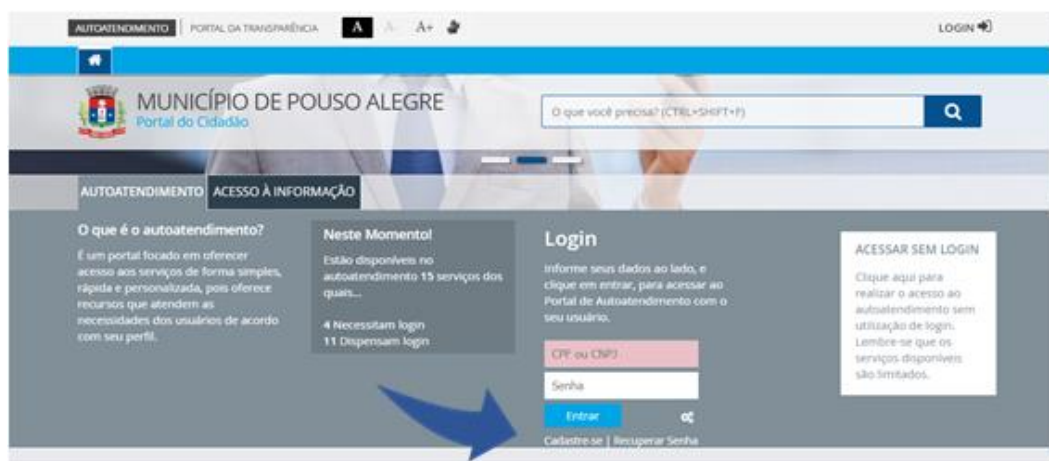 AUTOATENDIMENTO | PORTAL DA TRANSPARÊNCIA A A- A+ LOGIN
MUNICÍPIO DE POUSO ALEGRE
Portal do Cidadão
O que você precisa? (CTRL+SHIFT+F)
AUTOATENDIMENTO ACESSO À INFORMAÇÃO
O que é o autoatendimento?
É um portal focado em oferecer
acesso aos serviços de forma simples,
rápida e personalizada, pois oferece
recursos que atendem as
necessidades dos usuários de acordo
com seu perfil.
Neste Momento!
Estão disponíveis no
autoatendimento 15 serviços dos
quais...
4 Necessitam login
11 Dispensam login
Login
Informe seus dados ao lado, e
clique em entrar, para acessar ao
Portal de Autoatendimento com o
seu usuário.
CPF ou CNPJ
Senha
Entrar
Cadastre-se | Recuperar Senha
ACESSAR SEM LOGIN
Clique aqui para
realizar o acesso ao
autoatendimento sem
utilização de login.
Lembre-se que os
serviços disponíveis
são limitados.